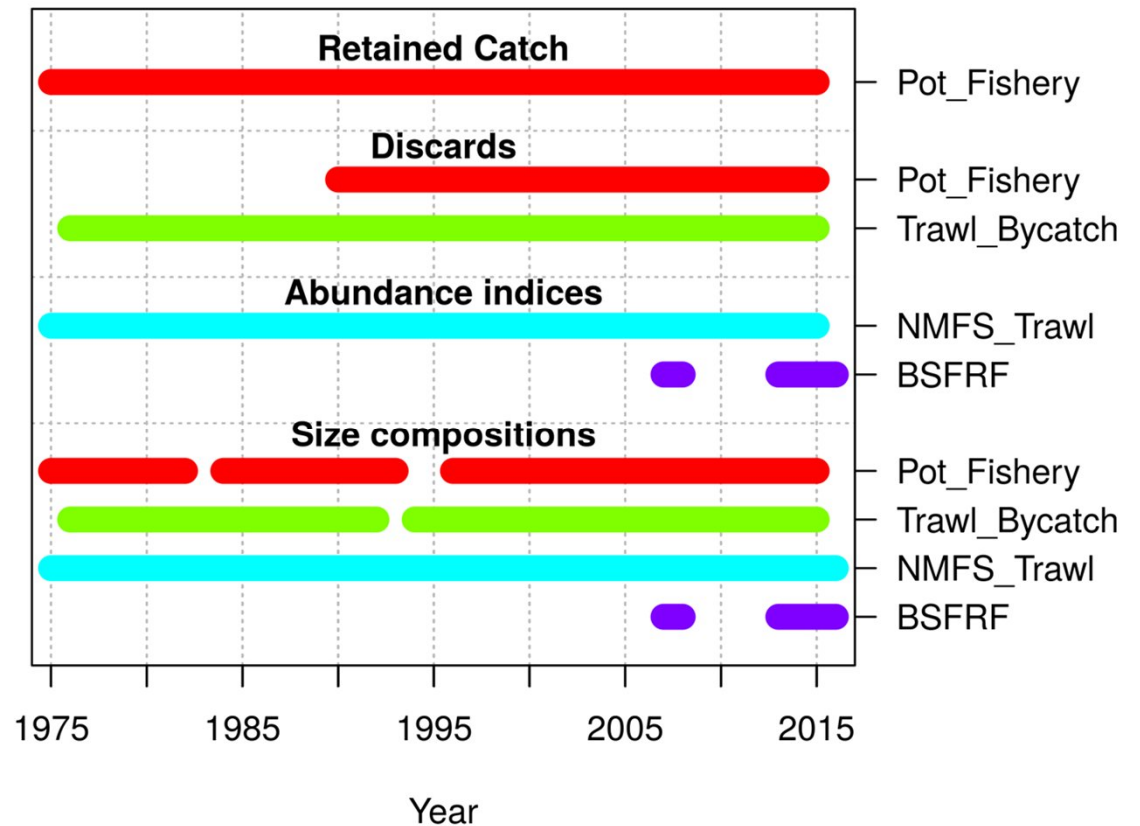 Retained Catch
Pot_Fishery
Discards
Pot_Fishery
Trawl_Bycatch
Abundance indices
NMFS_Trawl
BSFRF
Size compositions
Pot_Fishery
Trawl_Bycatch
NMFS_Trawl
BSFRF
1975 1985 1995 2005 2015
Year